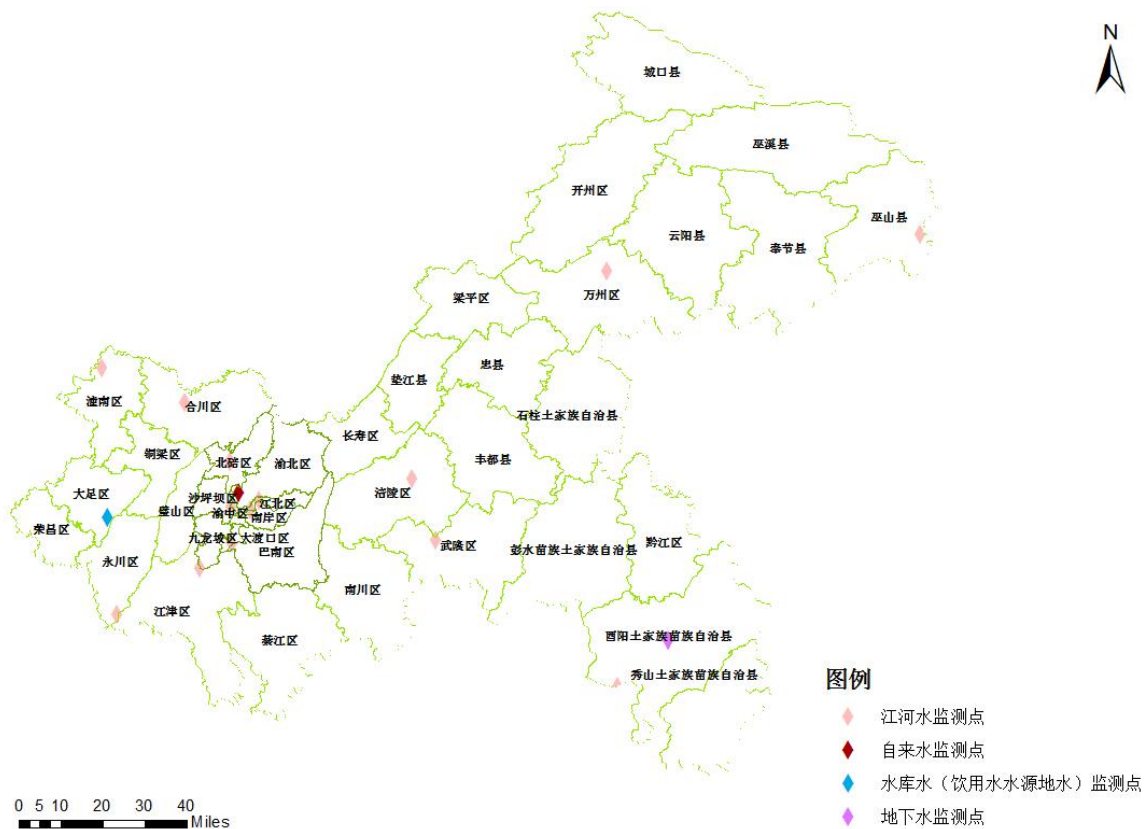 N
城口县
巫溪县
开州区
巫山县
云阳县
奉节县
万州区
梁平区
忠县
垫江县
石柱土家族自治县
潼南区
合川区
长寿区
铜梁区
北碚区
渝北区
丰都县
大足区
沙坪坝区
涪陵区
江北区
璧山区
渝中区
南岸区
荣昌区
九龙坡区
大渡口区
巴南区
武隆区
彭水苗族土家族自治县
黔江区
永川区
南川区
江津区
綦江区
酉阳土家族苗族自治县
秀山土家族苗族自治县
图例
江河水监测点
自来水监测点
水库水（饮用水水源地水）监测点
地下水监测点
0 5 10 20 30 40
Miles